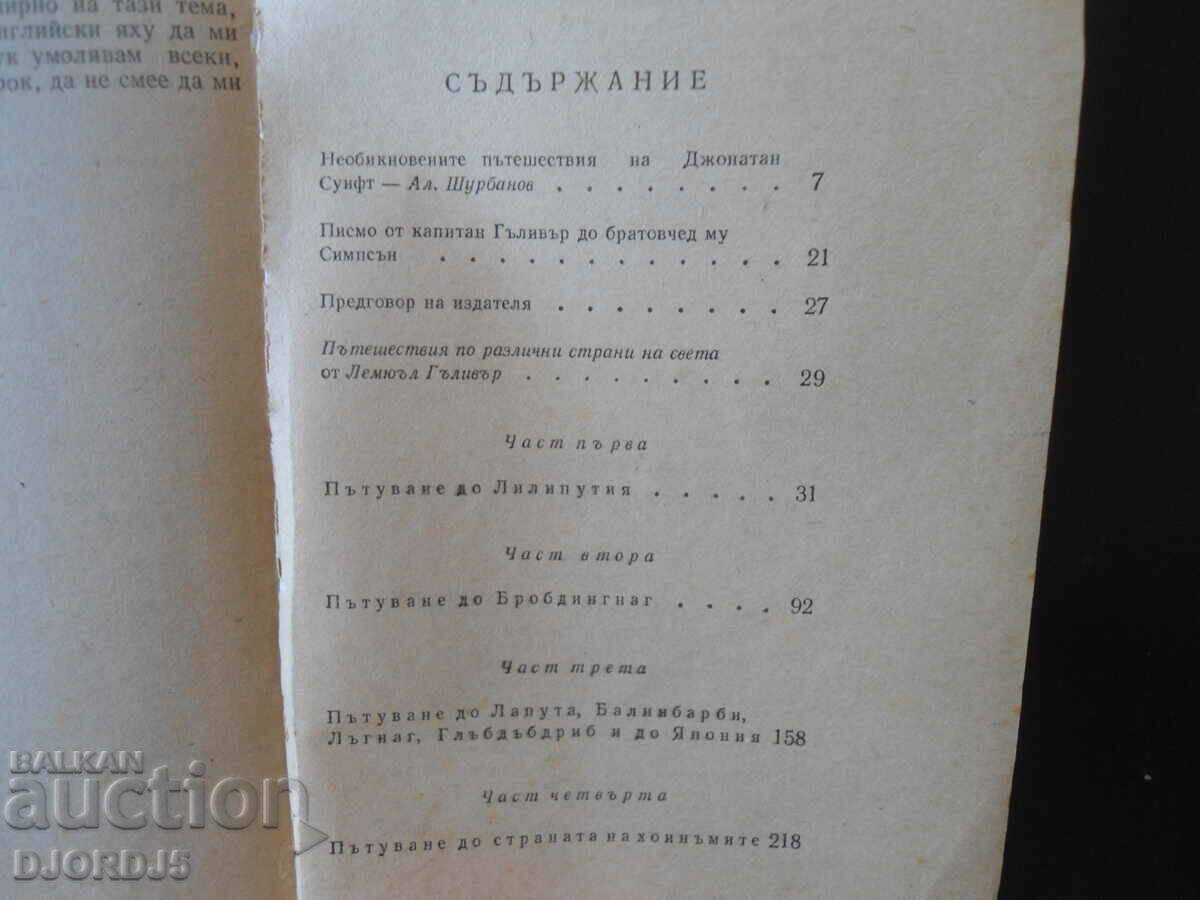 мирно на тази тема,
английски яху да ми
ук умолявам всеки,
рок, да не смее да ми
СЪДЪРЖАНИЕ
Необикновените пътешествия на Джонатан
Суифт — Ал. Шурбанов . . . . . . . . 7
Писмо от капитан Гъливър до братовчед му
Симпсън . . . . . . . . . . . . 21
Предговор на издателя . . . . . . . . 27
Пътешествия по различни страни на света
от Лемюъл Гъливър . . . . . . . . . 29
Част първа
Пътуване до Лилипутия . . . . . 31
Част втора
Пътуване до Бробдингнаг . . . . 92
Част трета
Пътуване до Лапута, Балнибарби,
Лъгнаг, Глъбдъбдриб и до Япония 158
Част четвърта
Пътуване до страната на хоинъмите 218
BALKAN
auction
DJORDJ5